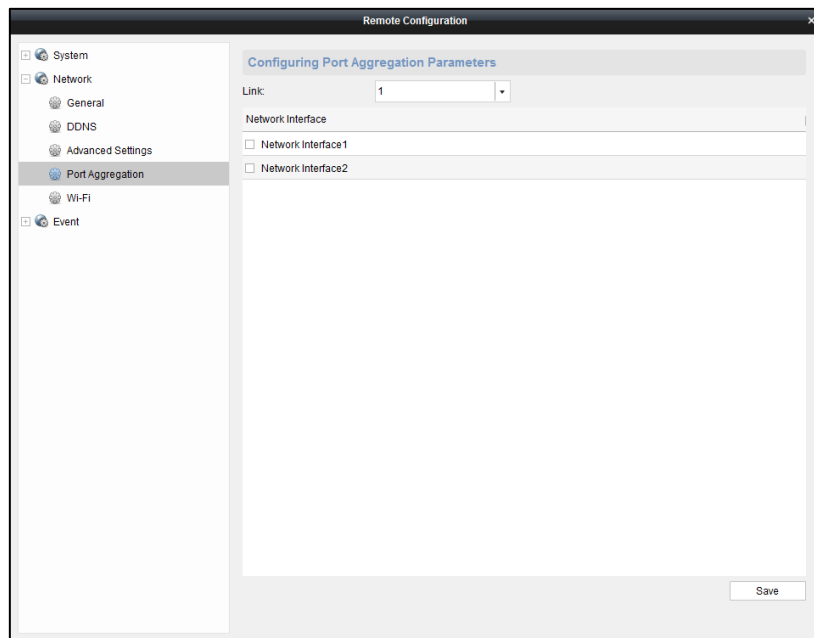 Remote Configuration
System
Network
General
DDNS
Advanced Settings
Port Aggregation
Wi-Fi
Event
Configuring Port Aggregation Parameters
Link: 1
Network Interface
Network Interface1
Network Interface2
Save